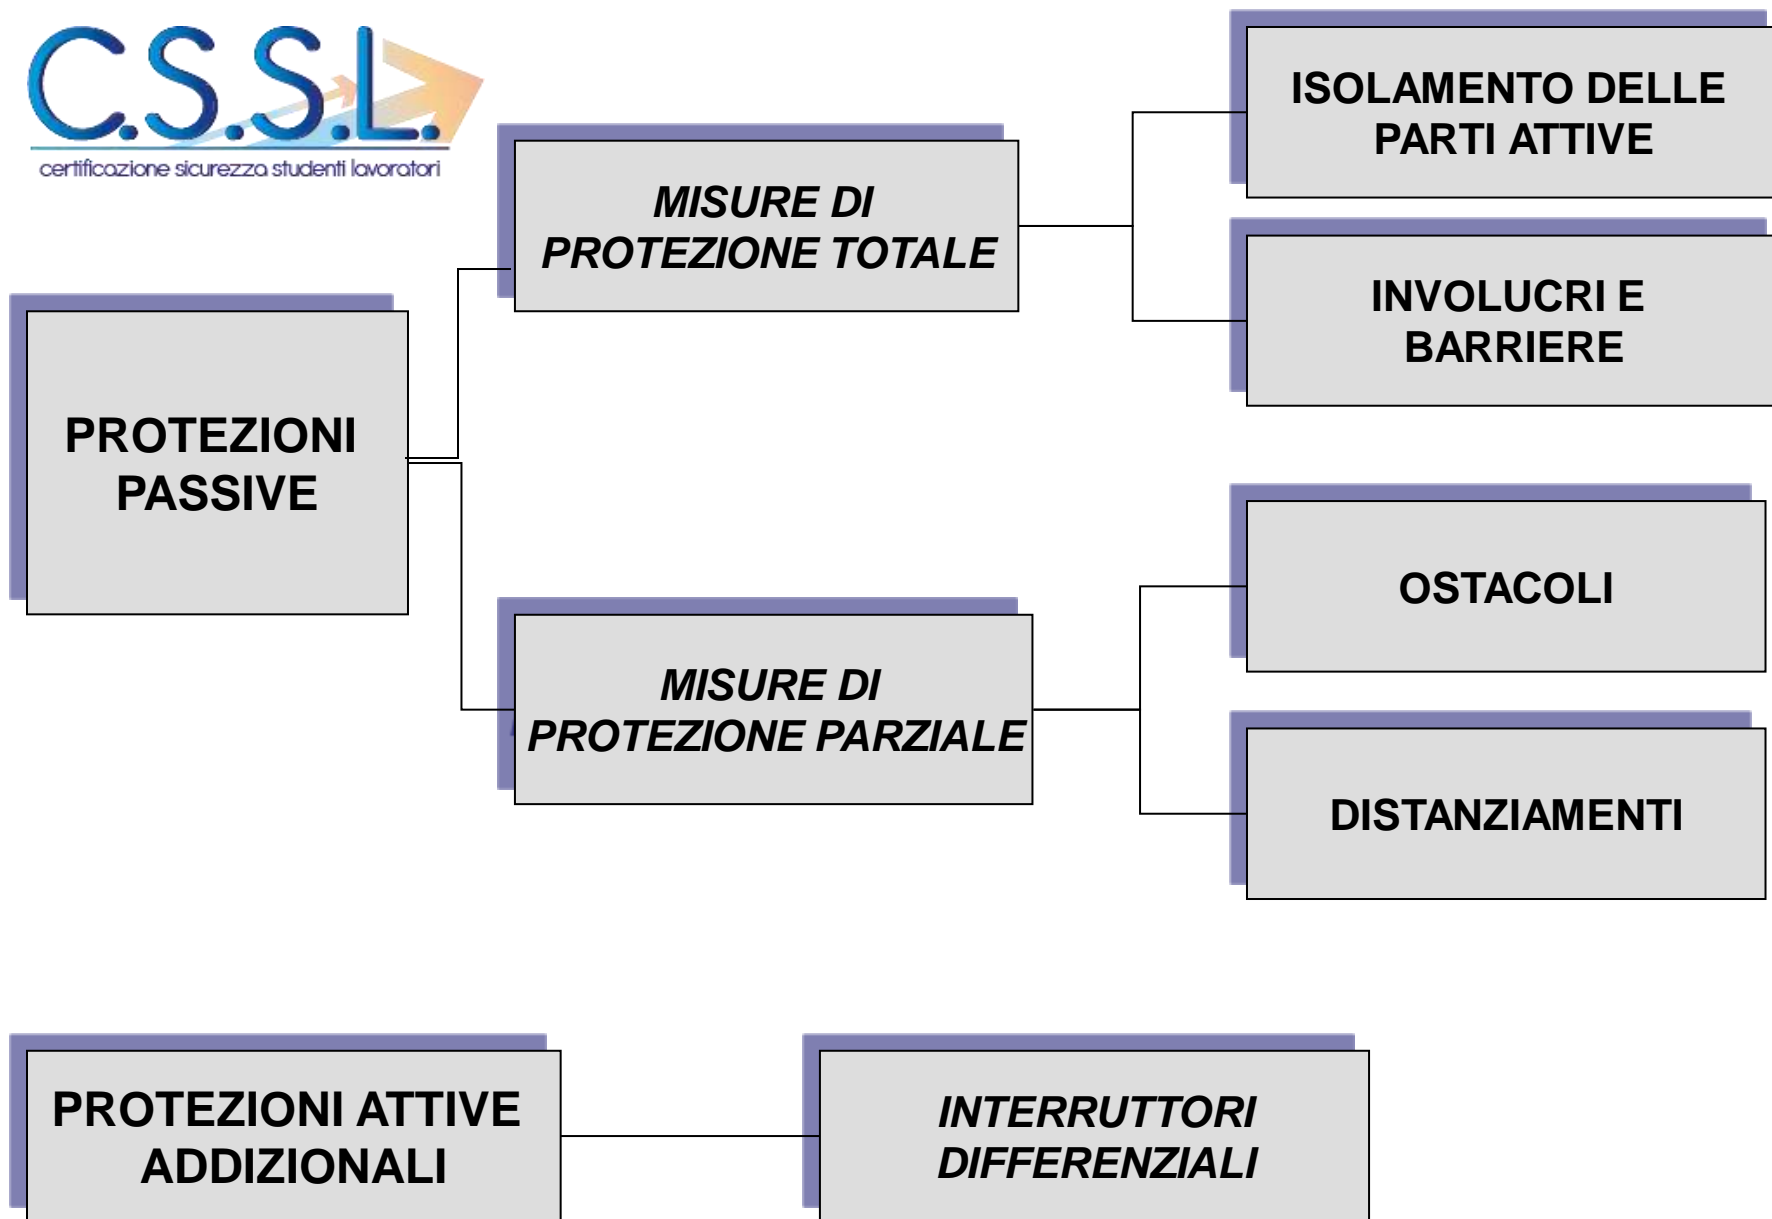 C.S.S.L.
certificazione sicurezza studenti lavoratori
ISOLAMENTO DELLE
PARTI ATTIVE
MISURE DI
PROTEZIONE TOTALE
INVOLUCRI E
BARRIERE
PROTEZIONI
PASSIVE
OSTACOLI
MISURE DI
PROTEZIONE PARZIALE
DISTANZIAMENTI
PROTEZIONI ATTIVE
ADDIZIONALI
INTERRUTTORI
DIFFERENZIALI